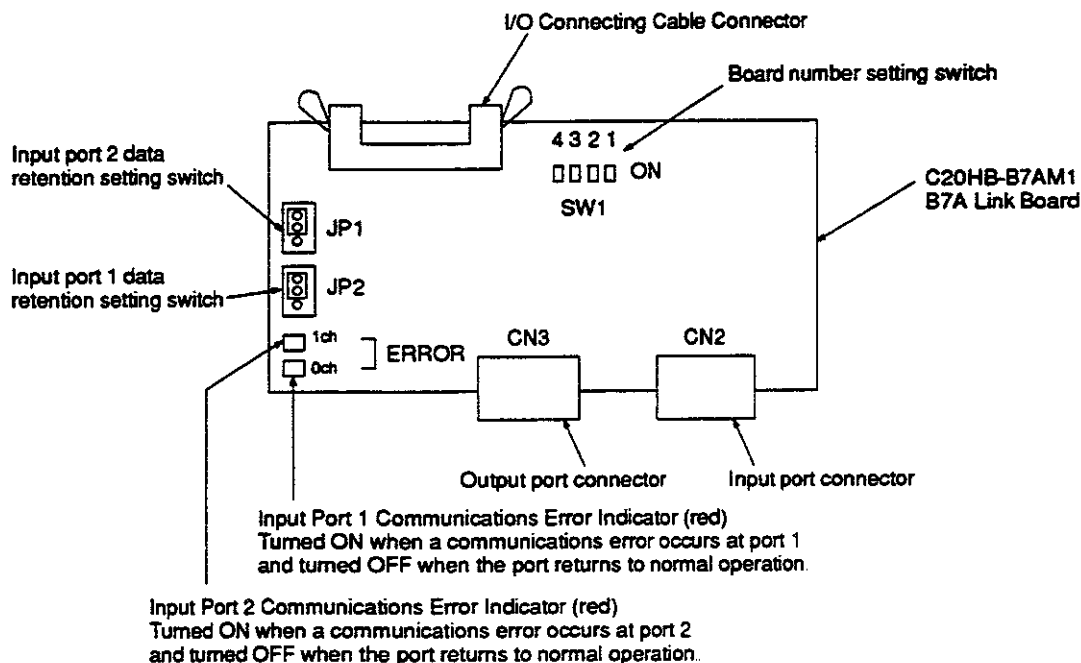 I/O Connecting Cable Connector
Board number setting switch
4 3 2 1
ON
SW1
Input port 2 data
retention setting switch
JP1
C20HB-B7AM1
B7A Link Board
Input port 1 data
retention setting switch
JP2
1ch
0ch
ERROR
CN3
CN2
Output port connector
Input port connector
Input Port 1 Communications Error Indicator (red)
Turned ON when a communications error occurs at port 1
and turned OFF when the port returns to normal operation.
Input Port 2 Communications Error Indicator (red)
Turned ON when a communications error occurs at port 2
and turned OFF when the port returns to normal operation.